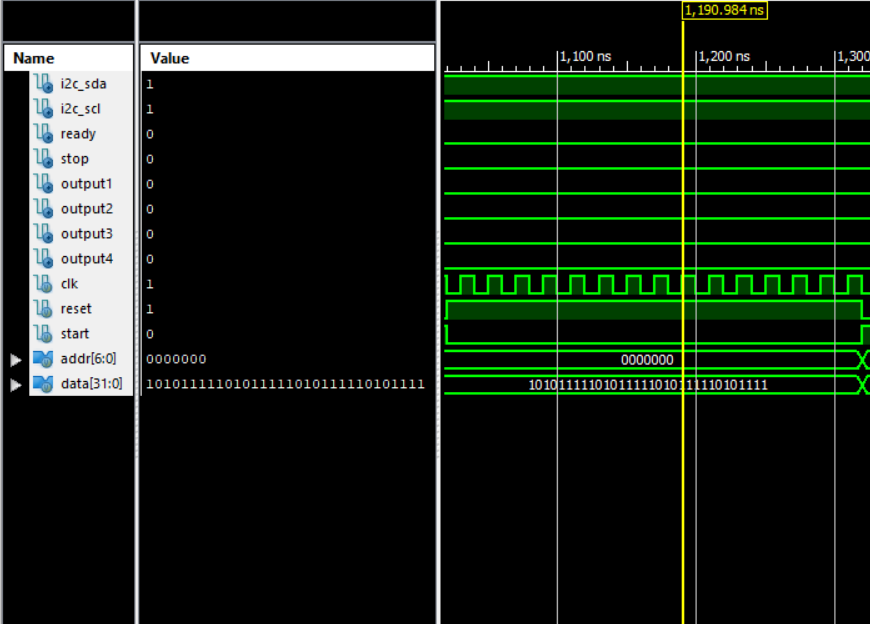 1,190.984 ns
Name
Value
1,100 ns
1,200 ns
1,300
i2c_sda
1
i2c_scl
1
ready
0
stop
0
output1
0
output2
0
output3
0
output4
0
clk
1
reset
1
start
0
addr[6:0]
0000000
0000000
data[31:0]
10101111101011111010111110101111
10101111101011111010111110101111